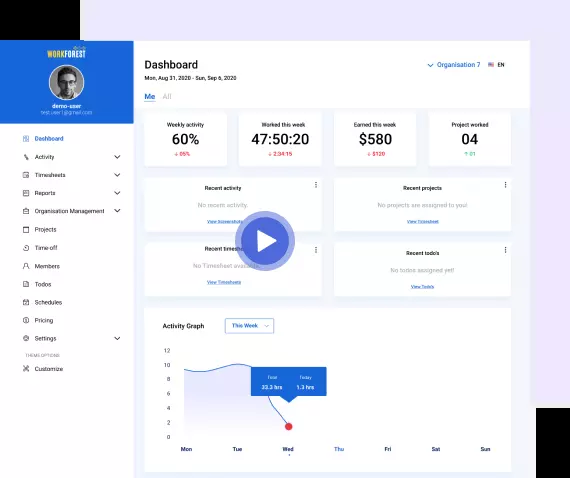 WORKFOREST
demo-user
test.user1@gmail.com
Dashboard
Activity
Timesheets
Reports
Organisation Management
Projects
Time-off
Members
Todos
Schedules
Pricing
Settings
THEME OPTIONS
Customize
Dashboard
Mon, Aug 31, 2020 - Sun, Sep 6, 2020
Organisation 7
EN
Me All
Weekly activity
60%
↓ 05%
Worked this week
47:50:20
↓ 2:34:15
Earned this week
$580
↓ $120
Project worked
04
↑ 01
Recent activity
No recent activity.
View Screenshots
Recent projects
No projects are assigned to you!
View Timesheet
Recent timeshe
No Timesheet available
View Timesheets
Recent todo's
No todos assigned yet!
View Todo's
Activity Graph
This Week
12
10
8
6
4
2
0
Total Today
33.3 hrs 1.3 hrs
Mon Tue Wed Thu Fri Sat Sun